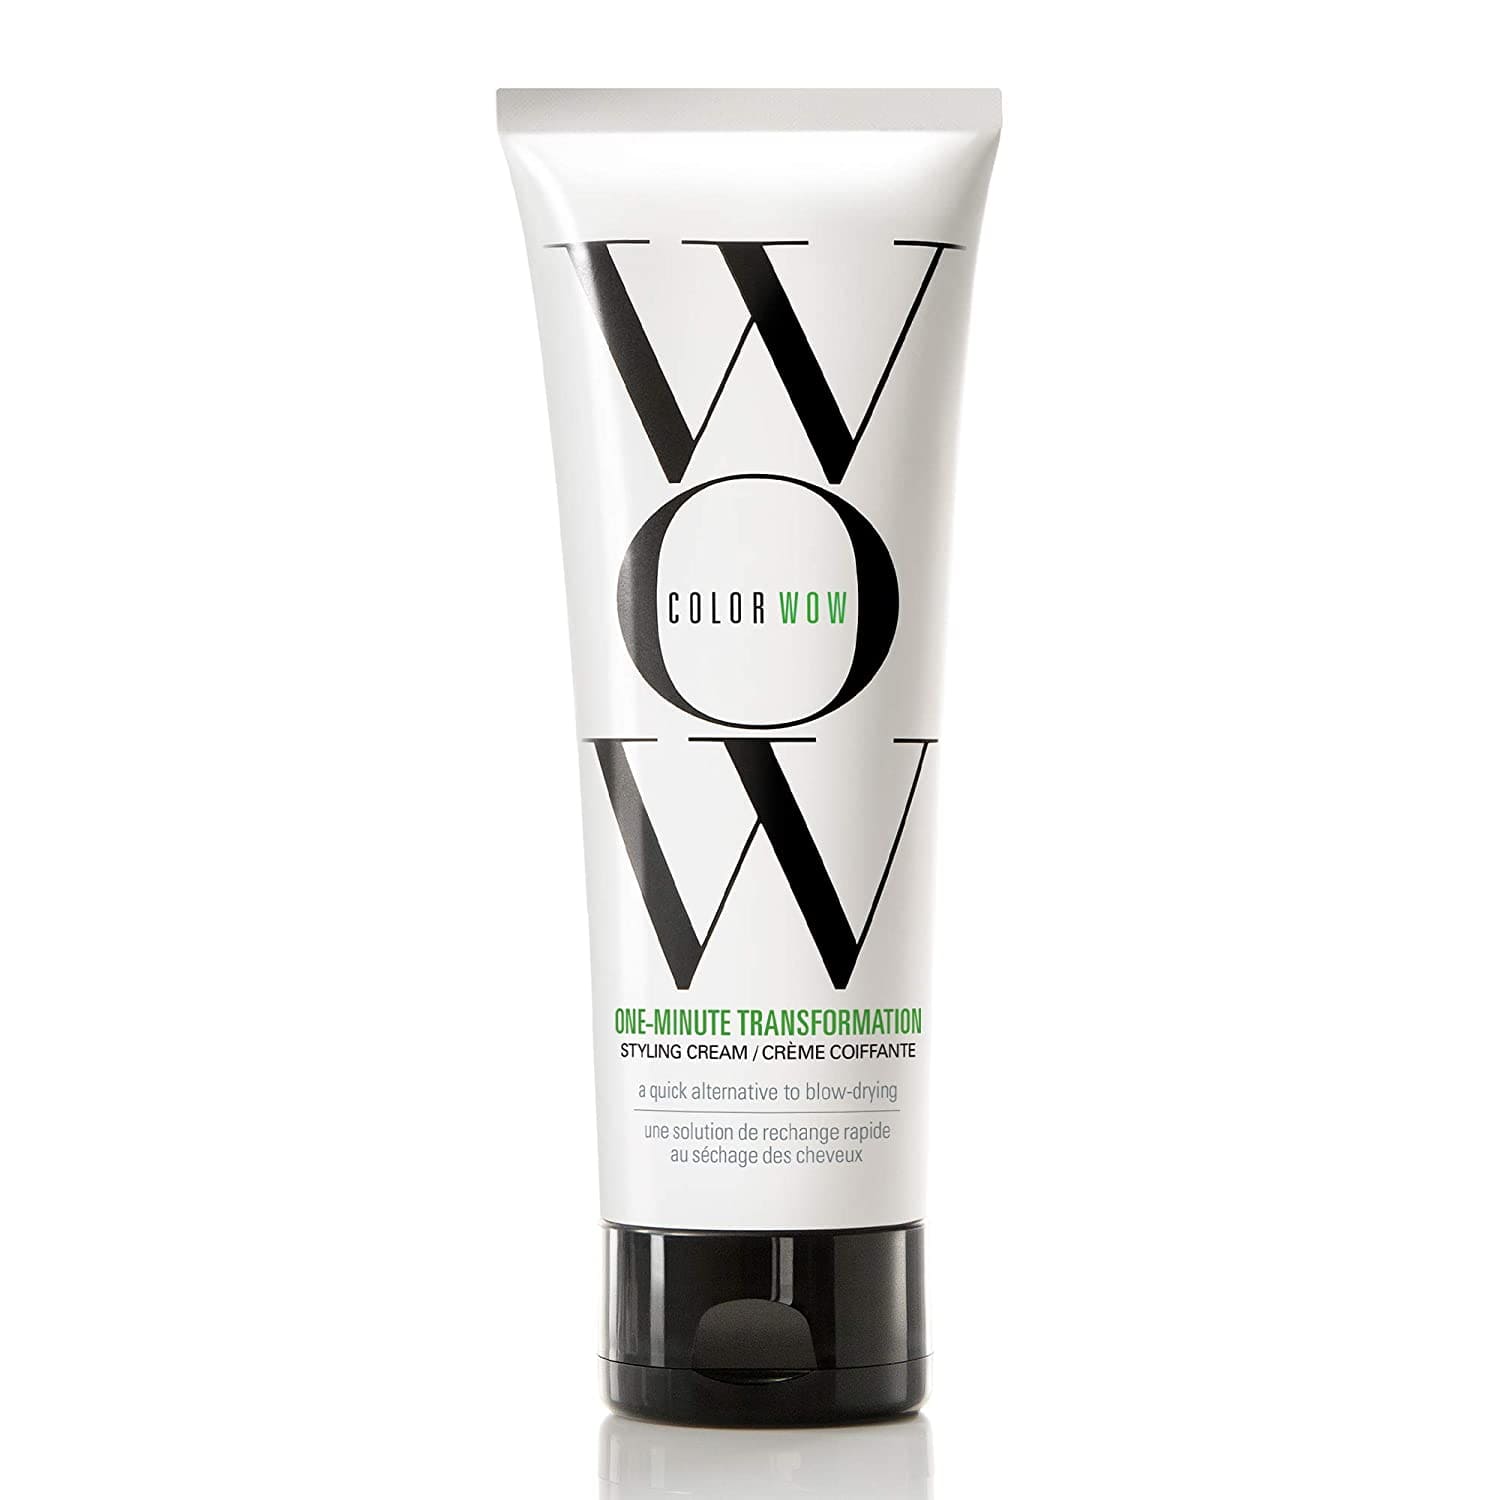 W
O
COLOR WOW
W
ONE-MINUTE TRANSFORMATION
STYLING CREAM / CRÈME COIFFANTE
a quick alternative to blow-drying
une solution de rechange rapide
au séchage des cheveux